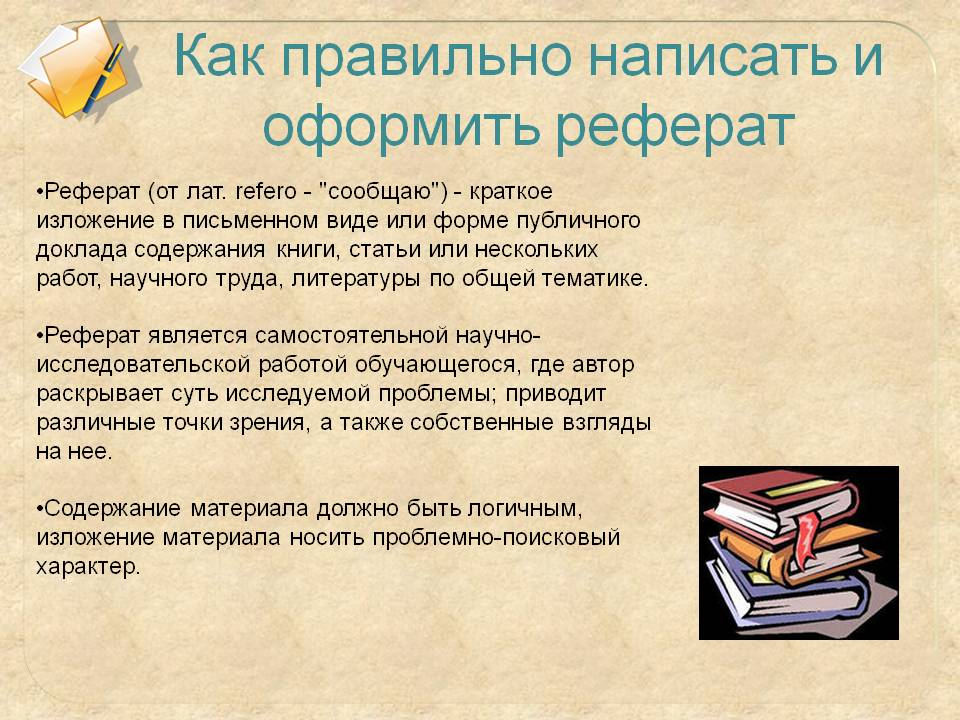 Как правильно написать и
оформить реферат
•Реферат (от лат. refero - "сообщаю") - краткое
изложение в письменном виде или форме публичного
доклада содержания книги, статьи или нескольких
работ, научного труда, литературы по общей тематике.
•Реферат является самостоятельной научно-
исследовательской работой обучающегося, где автор
раскрывает суть исследуемой проблемы; приводит
различные точки зрения, а также собственные взгляды
на нее.
•Содержание материала должно быть логичным,
изложение материала носить проблемно-поисковый
характер.